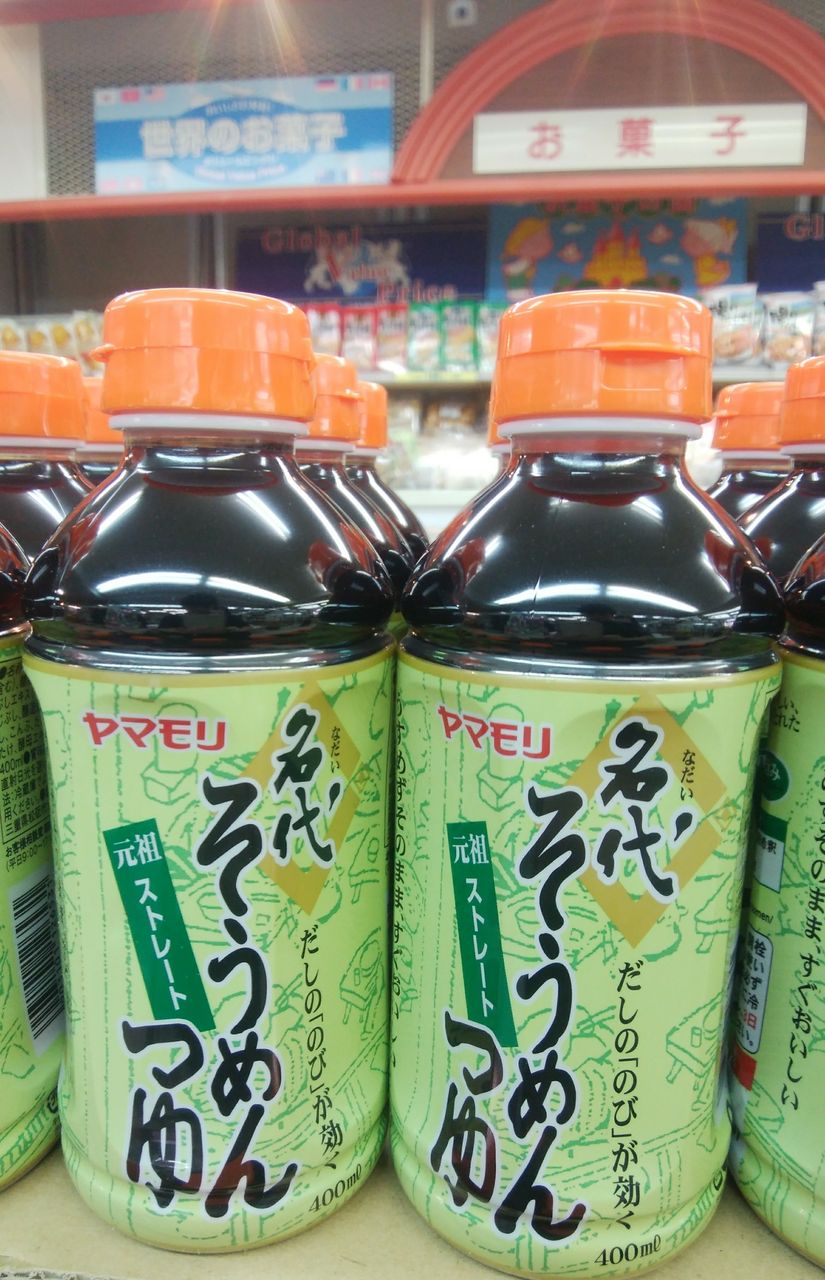 世界のお菓子
お菓子
Global
Value
Price
Gl
ヤマモリ
名代
なだい
そうめん
つゆ
元祖 ストレート
だしの「のび」が効く
400ml
ヤマモリ
名代
なだい
そうめん
つゆ
元祖 ストレート
だしの「のび」が効く
400ml
そのまま、すぐおいしい